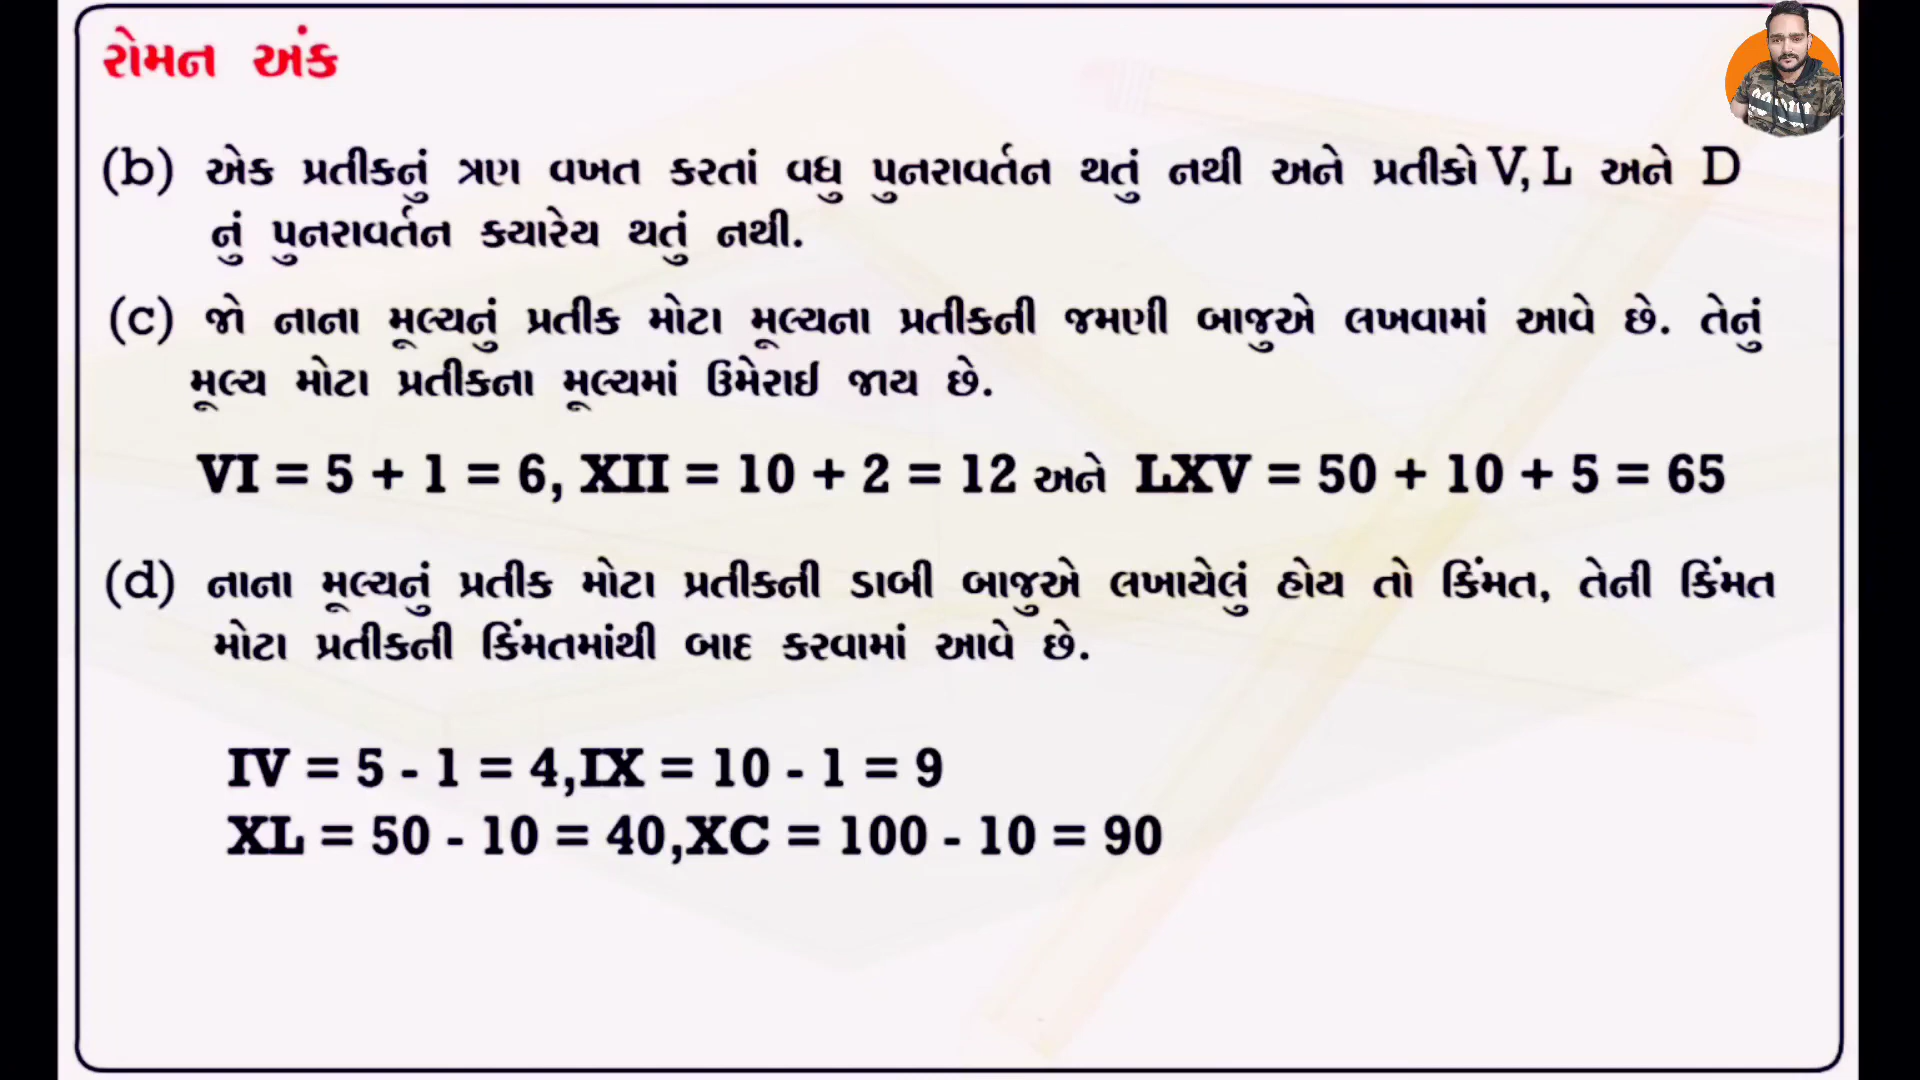 રોમન અંક
(b) એક પ્રતીકનું ત્રણ વખત કરતાં વધુ પુનરાવર્તન થતું નથી અને પ્રતીકો V, L અને D
નું પુનરાવર્તન કયારેય થતું નથી.
(c) જો નાના મૂલ્યનું પ્રતીક મોટા મૂલ્યના પ્રતીકની જમણી બાજુએ લખવામાં આવે છે. તેનું
મૂલ્ય મોટા પ્રતીકના મૂલ્યમાં ઉમેરાઈ જાય છે.
VI = 5 + 1 = 6, XII = 10 + 2 = 12 અને LXV = 50 + 10 + 5 = 65
(d) નાના મૂલ્યનું પ્રતીક મોટા પ્રતીકની ડાબી બાજુએ લખાયેલું હોય તો કિંમત, તેની કિંમત
મોટા પ્રતીકની કિંમતમાંથી બાદ કરવામાં આવે છે.
IV = 5 - 1 = 4,IX = 10 - 1 = 9
XL = 50 - 10 = 40,XC = 100 - 10 = 90